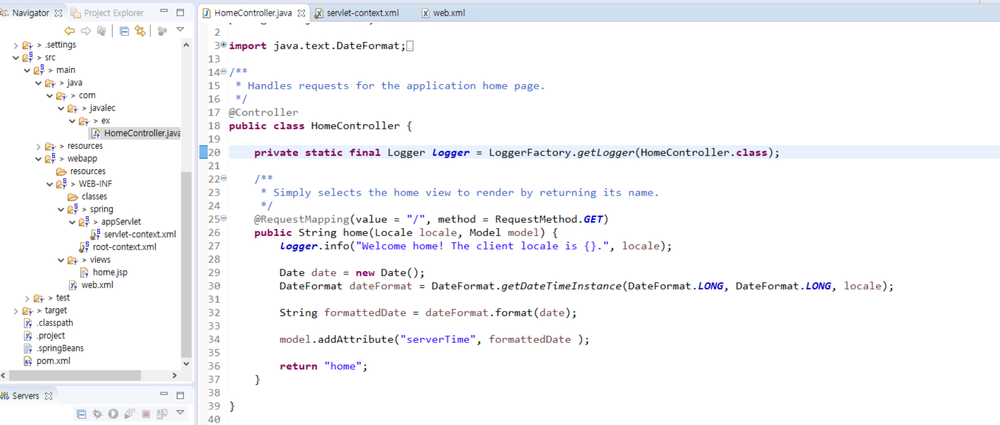 Navigator
Project Explorer
> .settings
> src
> main
> java
> com
> javalec
> ex
HomeController.java
> resources
> webapp
resources
> WEB-INF
classes
> spring
> appServlet
servlet-context.xml
root-context.xml
> views
home.jsp
web.xml
> test
> target
.classpath
.project
.springBeans
pom.xml
Servers
HomeController.java
servlet-context.xml
web.xml
2
3 import java.text.DateFormat;
13
14 /**
15  * Handles requests for the application home page.
16  */
17 @Controller
18 public class HomeController {
19
20     private static final Logger logger = LoggerFactory.getLogger(HomeController.class);
21
22     /**
23      * Simply selects the home view to render by returning its name.
24      */
25     @RequestMapping(value = "/", method = RequestMethod.GET)
26     public String home(Locale locale, Model model) {
27         logger.info("Welcome home! The client locale is {}.", locale);
28
29         Date date = new Date();
30         DateFormat dateFormat = DateFormat.getDateTimeInstance(DateFormat.LONG, DateFormat.LONG, locale);
31
32         String formattedDate = dateFormat.format(date);
33
34         model.addAttribute("serverTime", formattedDate );
35
36         return "home";
37     }
38
39 }
40